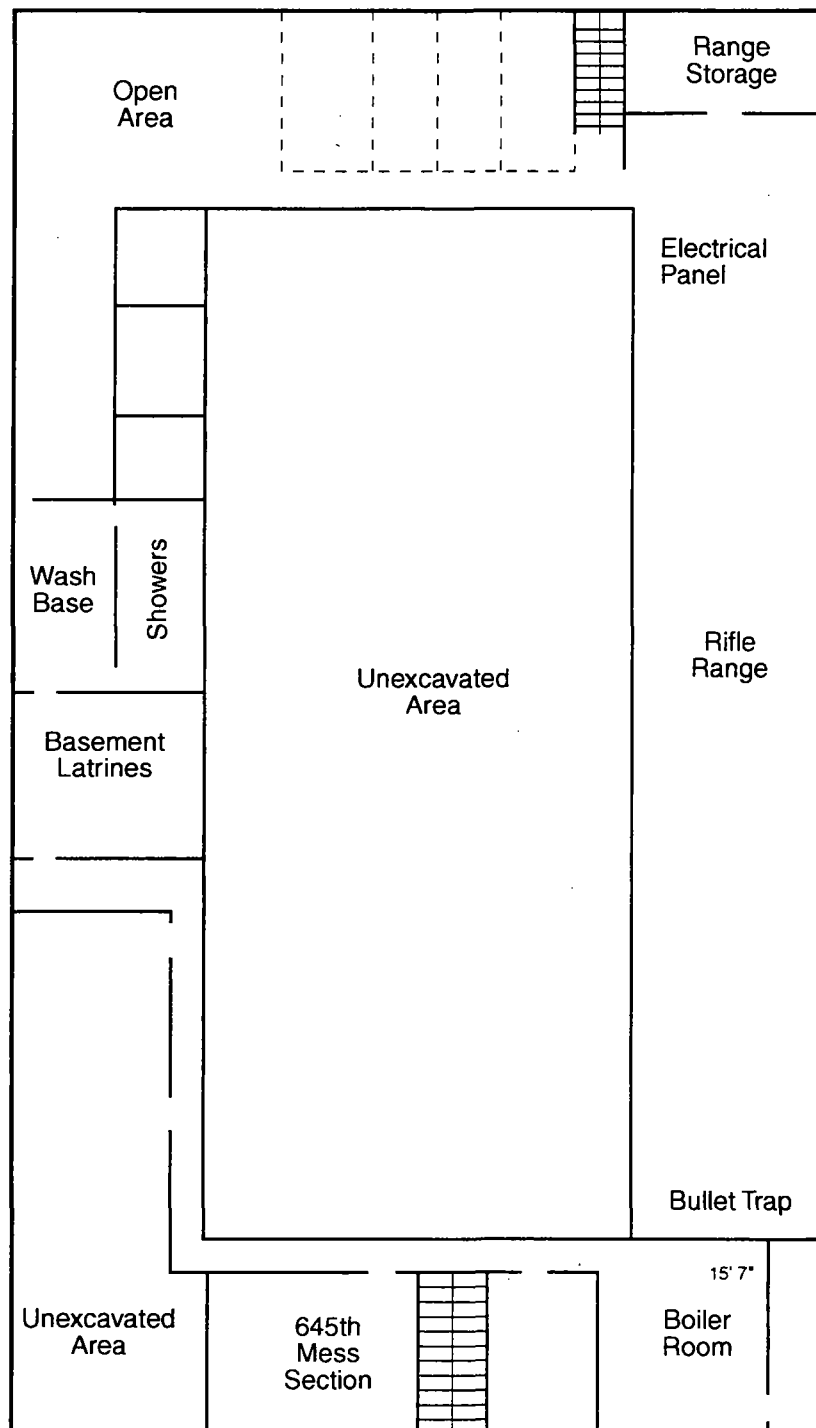 Open
Area
Range
Storage
Electrical
Panel
Wash
Base
Showers
Rifle
Range
Unexcavated
Area
Basement
Latrines
Bullet Trap
15' 7"
Unexcavated
Area
645th
Mess
Section
Boiler
Room